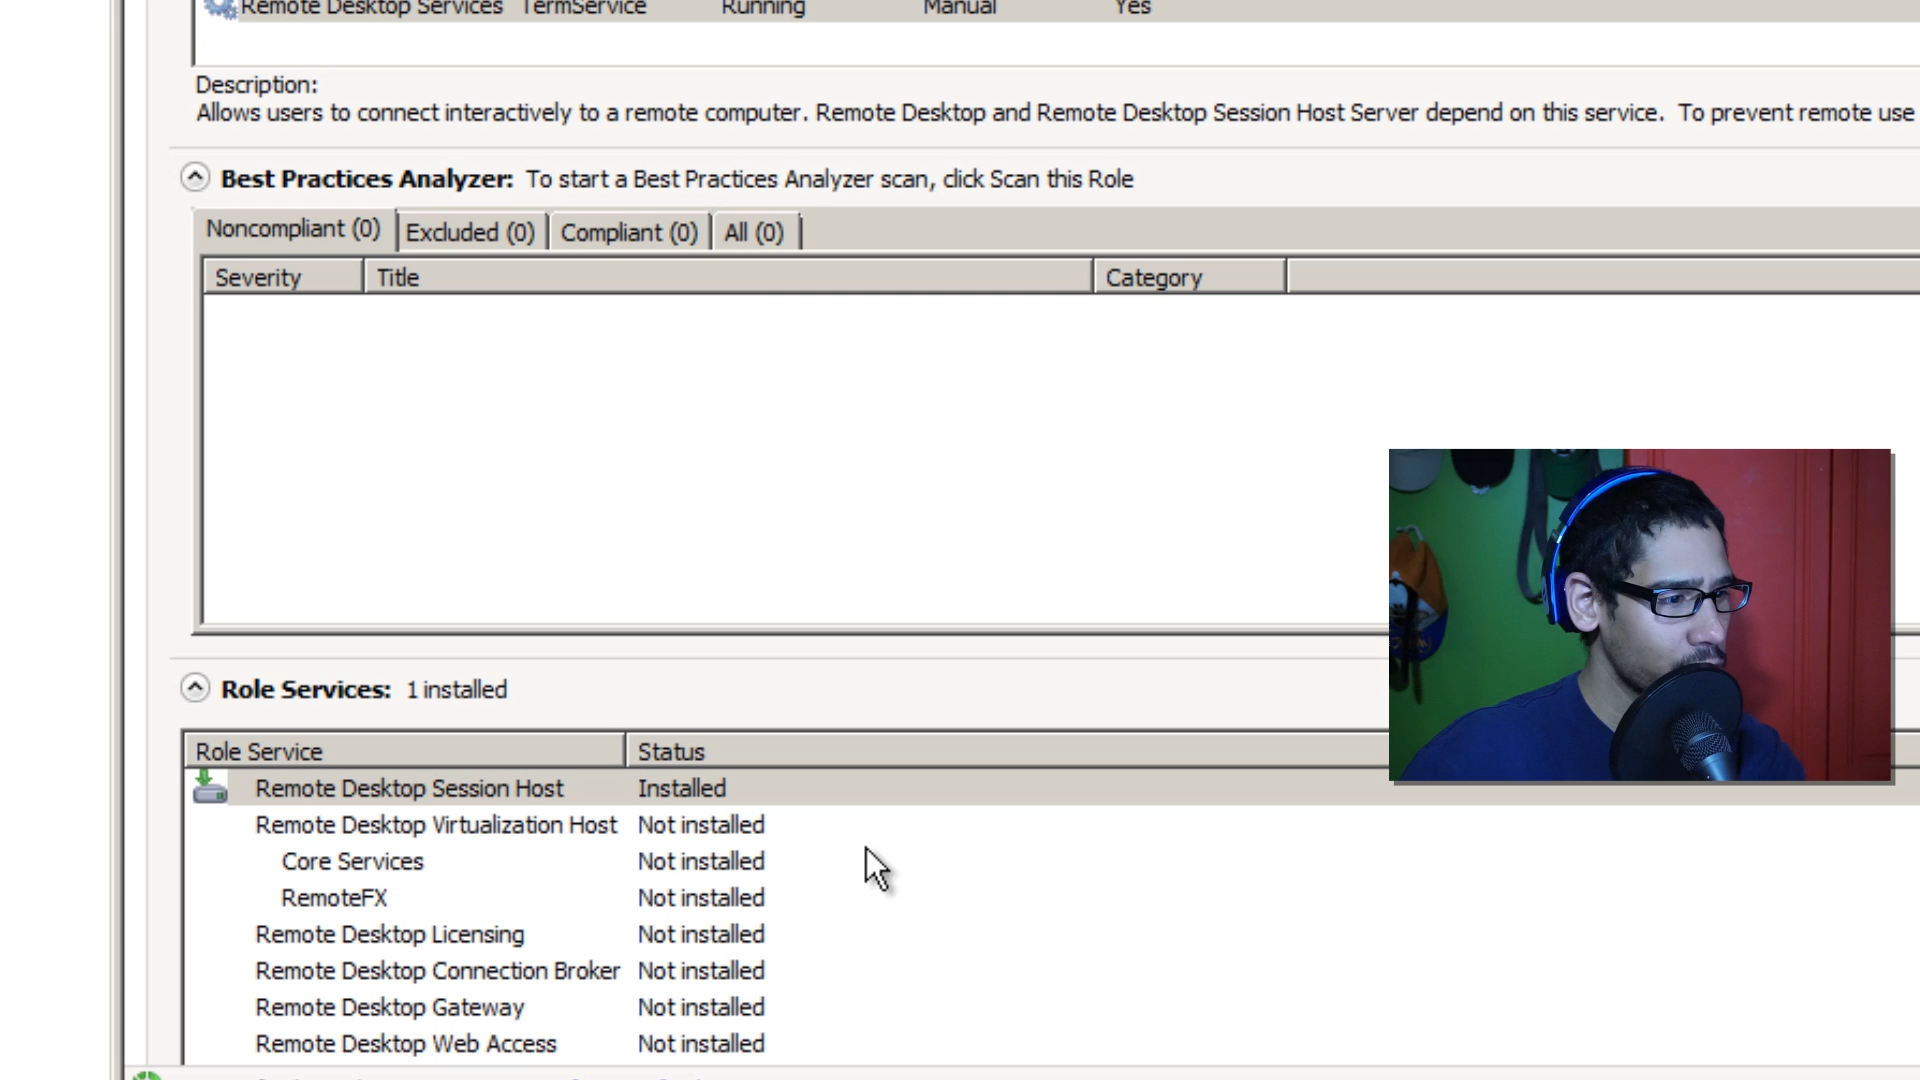 Remote Desktop Services TermService Running Manual Yes
Description:
Allows users to connect interactively to a remote computer. Remote Desktop and Remote Desktop Session Host Server depend on this service. To prevent remote use
Best Practices Analyzer: To start a Best Practices Analyzer scan, click Scan this Role
Noncompliant (0) Excluded (0) Compliant (0) All (0)
Severity Title Category
Role Services: 1 installed
Role Service Status
Remote Desktop Session Host Installed
Remote Desktop Virtualization Host Not installed
Core Services Not installed
RemoteFX Not installed
Remote Desktop Licensing Not installed
Remote Desktop Connection Broker Not installed
Remote Desktop Gateway Not installed
Remote Desktop Web Access Not installed